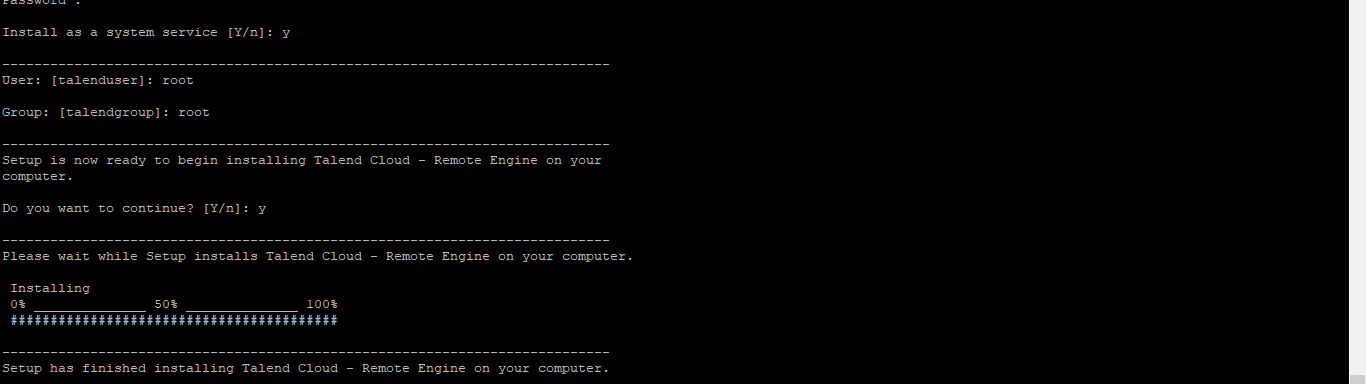 Password :
Install as a system service [Y/n]: y
----------------------------------------------------------------------------
User: [talenduser]: root
Group: [talendgroup]: root
----------------------------------------------------------------------------
Setup is now ready to begin installing Talend Cloud - Remote Engine on your
computer.
Do you want to continue? [Y/n]: y
----------------------------------------------------------------------------
Please wait while Setup installs Talend Cloud - Remote Engine on your computer.
Installing
0% ______________ 50% ______________ 100%
#########################################
----------------------------------------------------------------------------
Setup has finished installing Talend Cloud - Remote Engine on your computer.